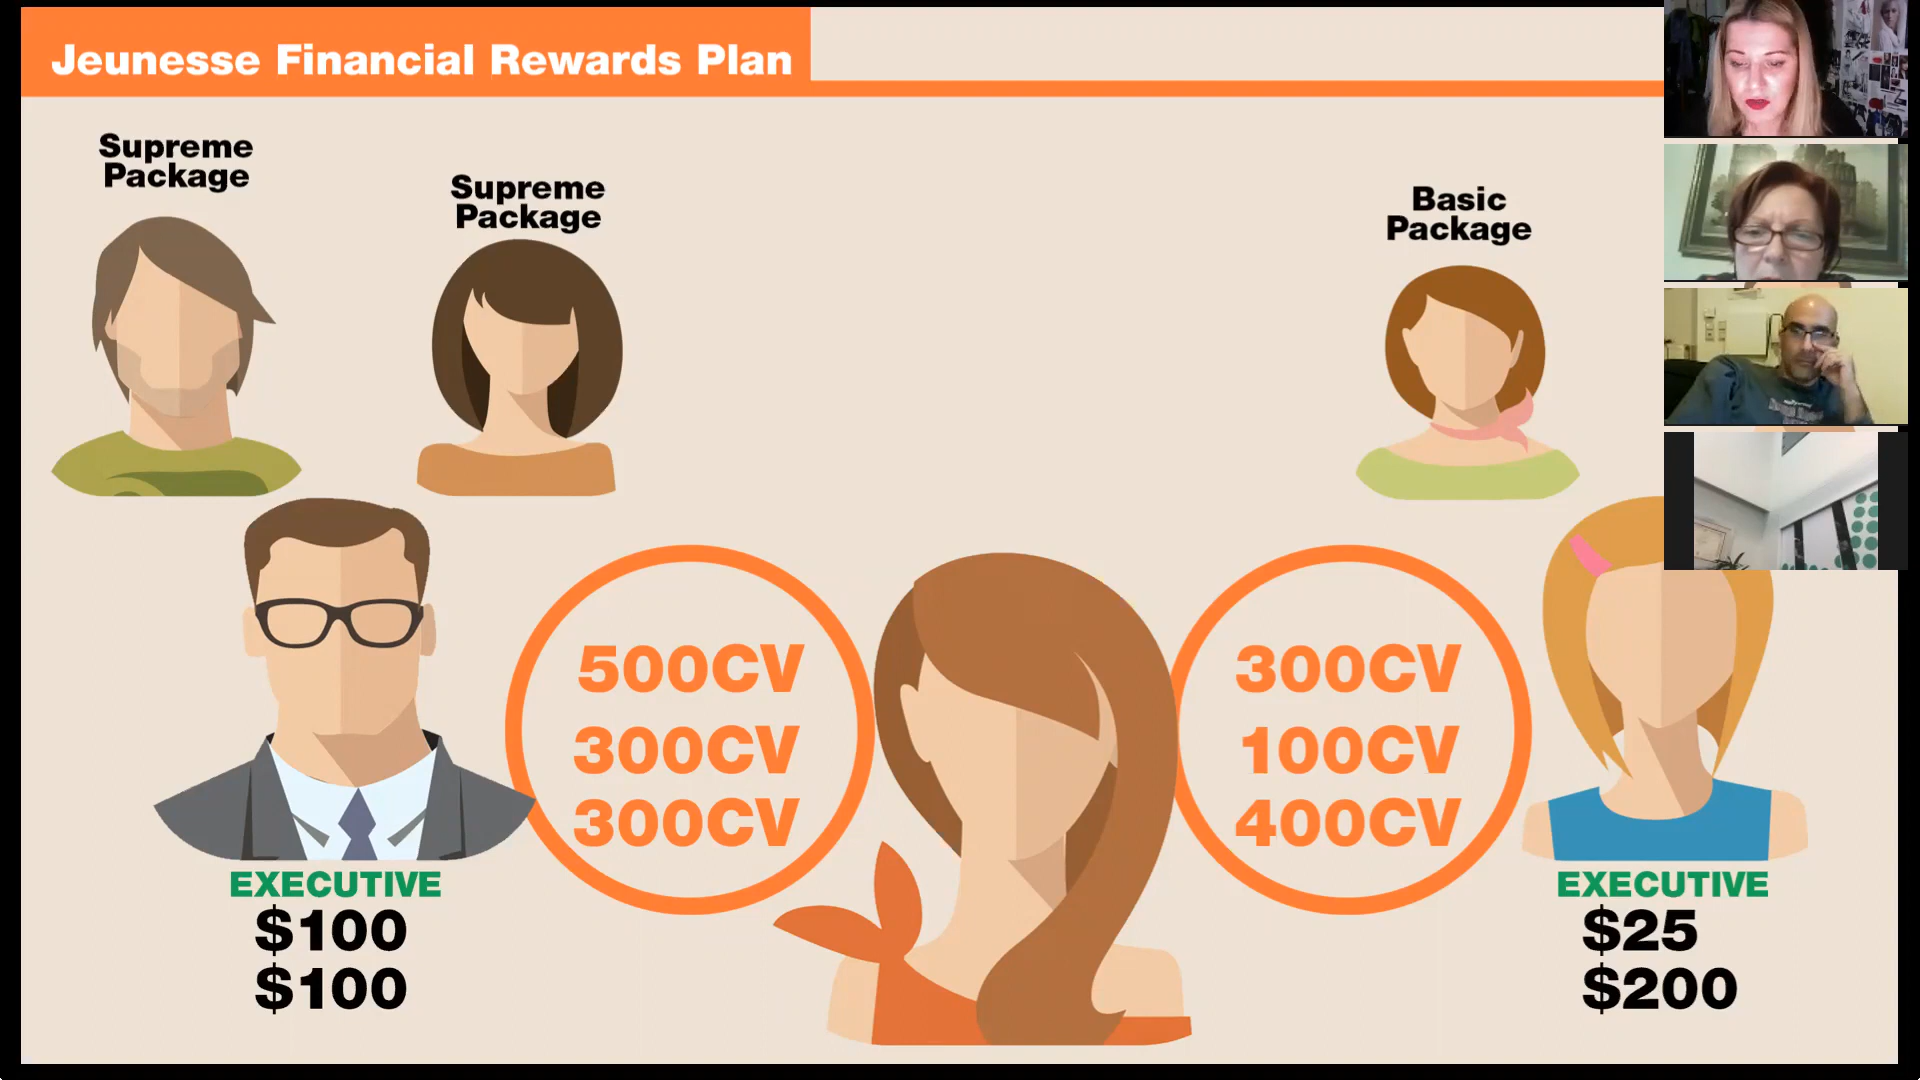 Jeunesse Financial Rewards Plan
Supreme
Package
Supreme
Package
Basic
Package
500CV
300CV
300CV
300CV
100CV
400CV
EXECUTIVE
$100
$100
EXECUTIVE
$25
$200